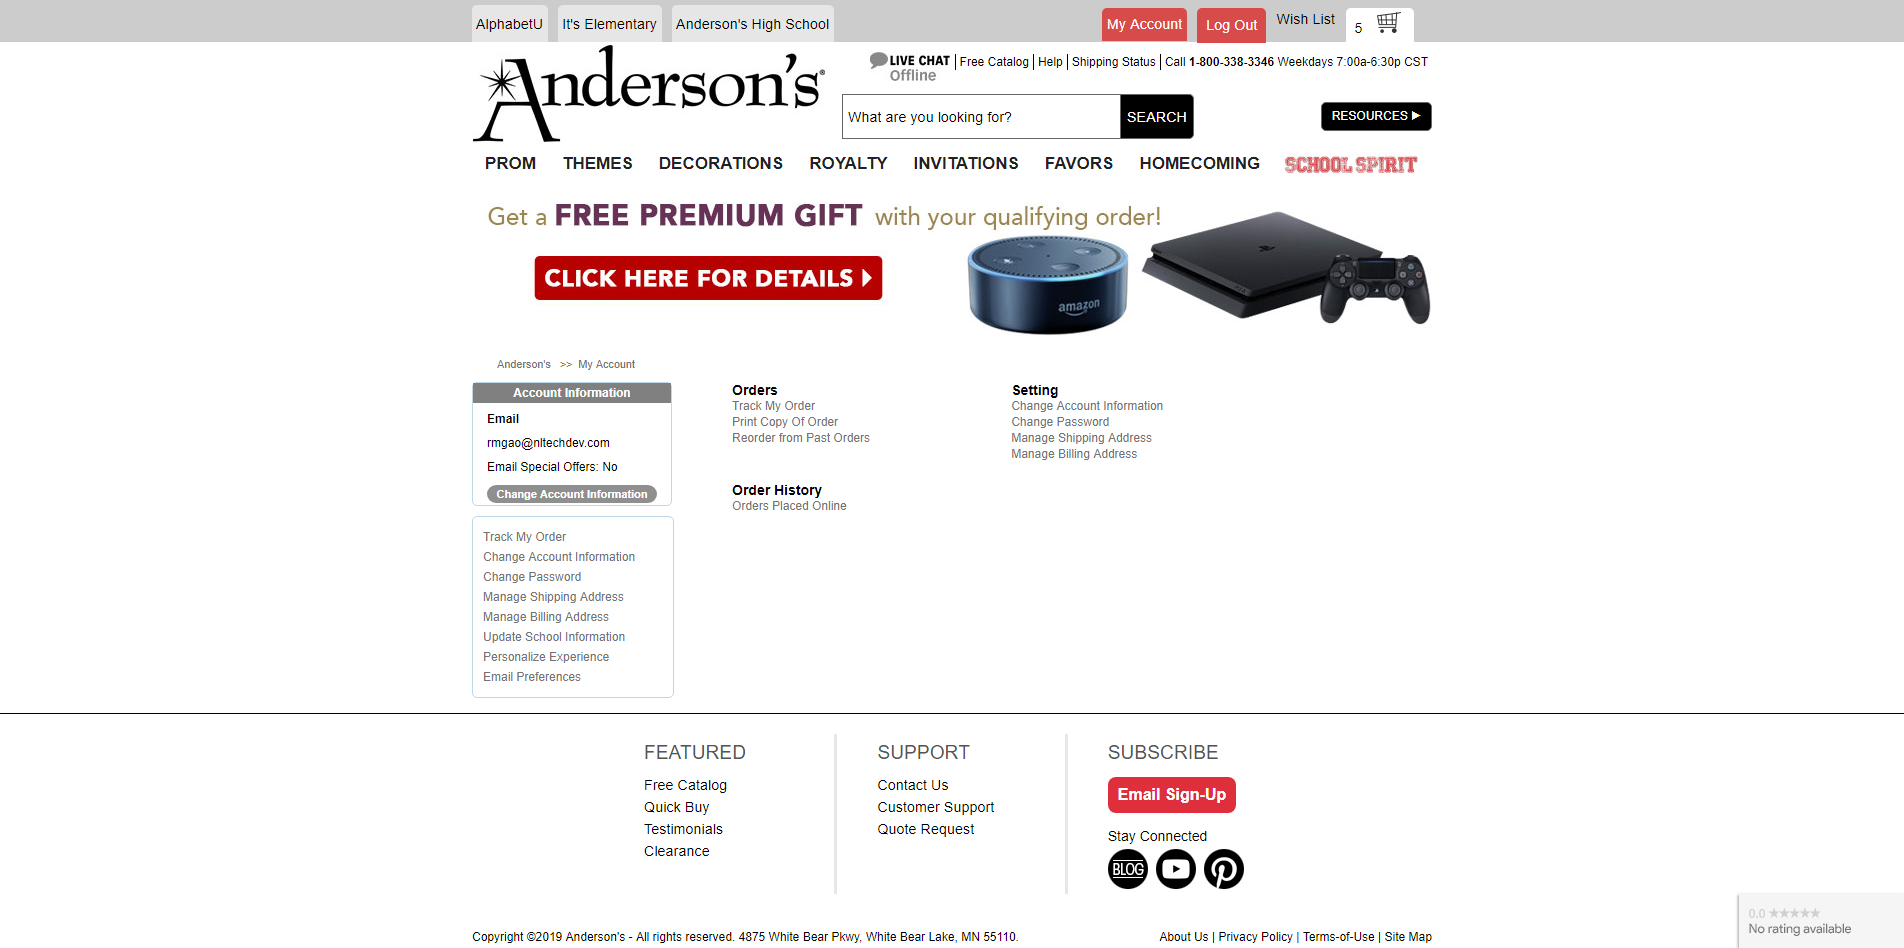 AlphabetU It's Elementary Anderson's High School My Account Log Out Wish List 5
Anderson's®
LIVE CHAT Offline Free Catalog Help Shipping Status Call 1-800-338-3346 Weekdays 7:00a-6:30p CST
What are you looking for? SEARCH
RESOURCES
PROM THEMES DECORATIONS ROYALTY INVITATIONS FAVORS HOMECOMING SCHOOL SPIRIT
Get a FREE PREMIUM GIFT with your qualifying order!
CLICK HERE FOR DETAILS
amazon
Anderson's >> My Account
Account Information
Email
rmgao@nltechdev.com
Email Special Offers: No
Change Account Information
Track My Order
Change Account Information
Change Password
Manage Shipping Address
Manage Billing Address
Update School Information
Personalize Experience
Email Preferences
Orders
Track My Order
Print Copy Of Order
Reorder from Past Orders
Order History
Orders Placed Online
Setting
Change Account Information
Change Password
Manage Shipping Address
Manage Billing Address
FEATURED
Free Catalog
Quick Buy
Testimonials
Clearance
SUPPORT
Contact Us
Customer Support
Quote Request
SUBSCRIBE
Email Sign-Up
Stay Connected
BLOG
Copyright ©2019 Anderson's - All rights reserved. 4875 White Bear Pkwy, White Bear Lake, MN 55110.
About Us | Privacy Policy | Terms-of-Use | Site Map
0.0 ★★★★★
No rating available